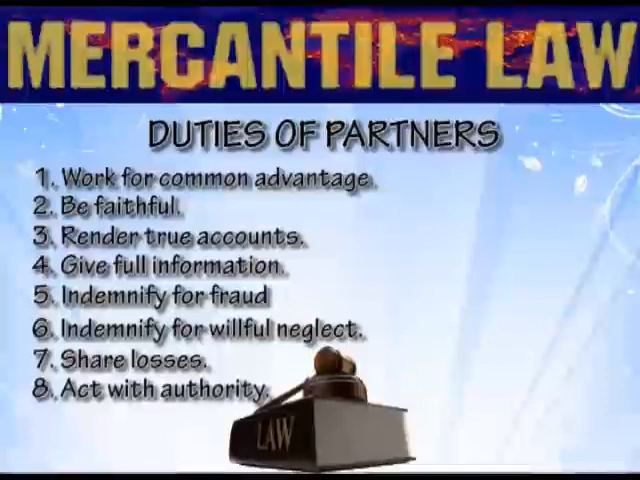 MERCANTILE LAW
DUTIES OF PARTNERS
1. Work for common advantage.
2. Be faithful.
3. Render true accounts.
4. Give full information.
5. Indemnify for fraud
6. Indemnify for willful neglect.
7. Share losses.
8. Act with authority.
LAW